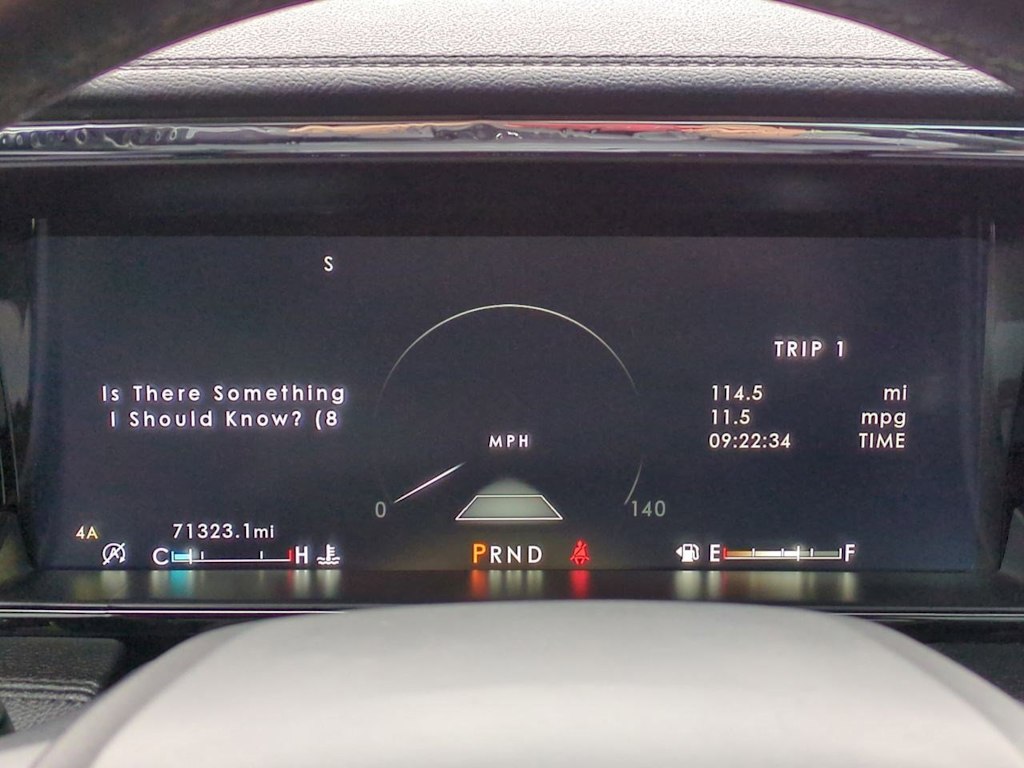 S
TRIP 1
Is There Something
I Should Know? (8
114.5 mi
11.5 mpg
09:22:34 TIME
MPH
0
140
4A
71323.1mi
A
C H
PRND
E F